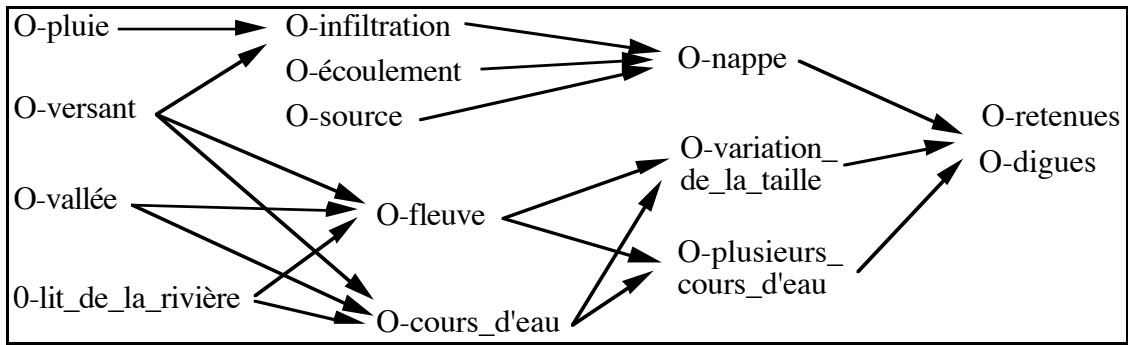 O-pluie
O-versant
O-vallée
0-lit_de_la_rivière
O-infiltration
O-écoulement
O-source
O-fleuve
O-cours_d'eau
O-nappe
O-variation_
de_la_taille
O-plusieurs_
cours_d'eau
O-retenues
O-digues